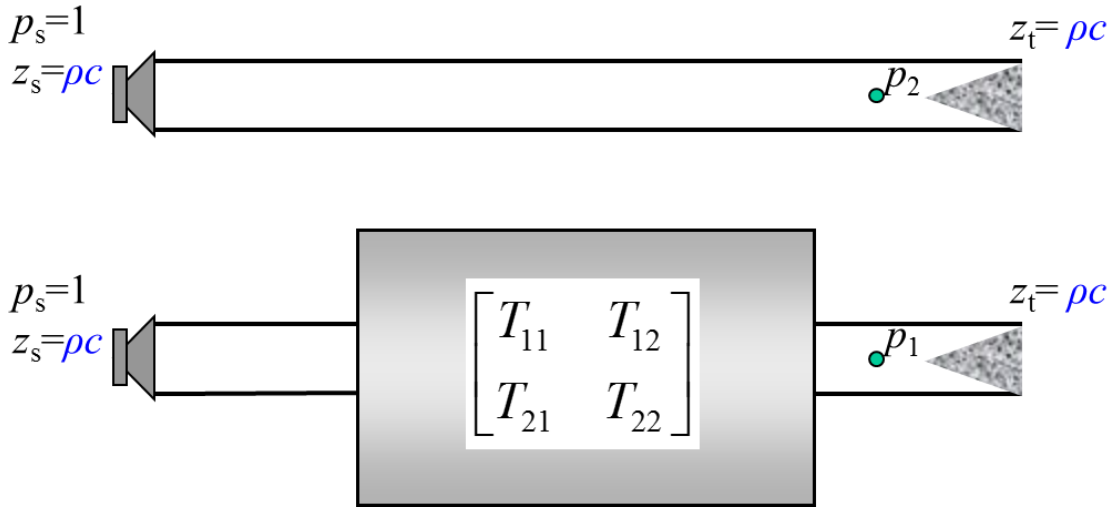 pₛ=1
zₛ=ρc
zₜ= ρc
p₂
pₛ=1
zₛ=ρc
T₁₁ T₁₂
T₂₁ T₂₂
zₜ= ρc
p₁